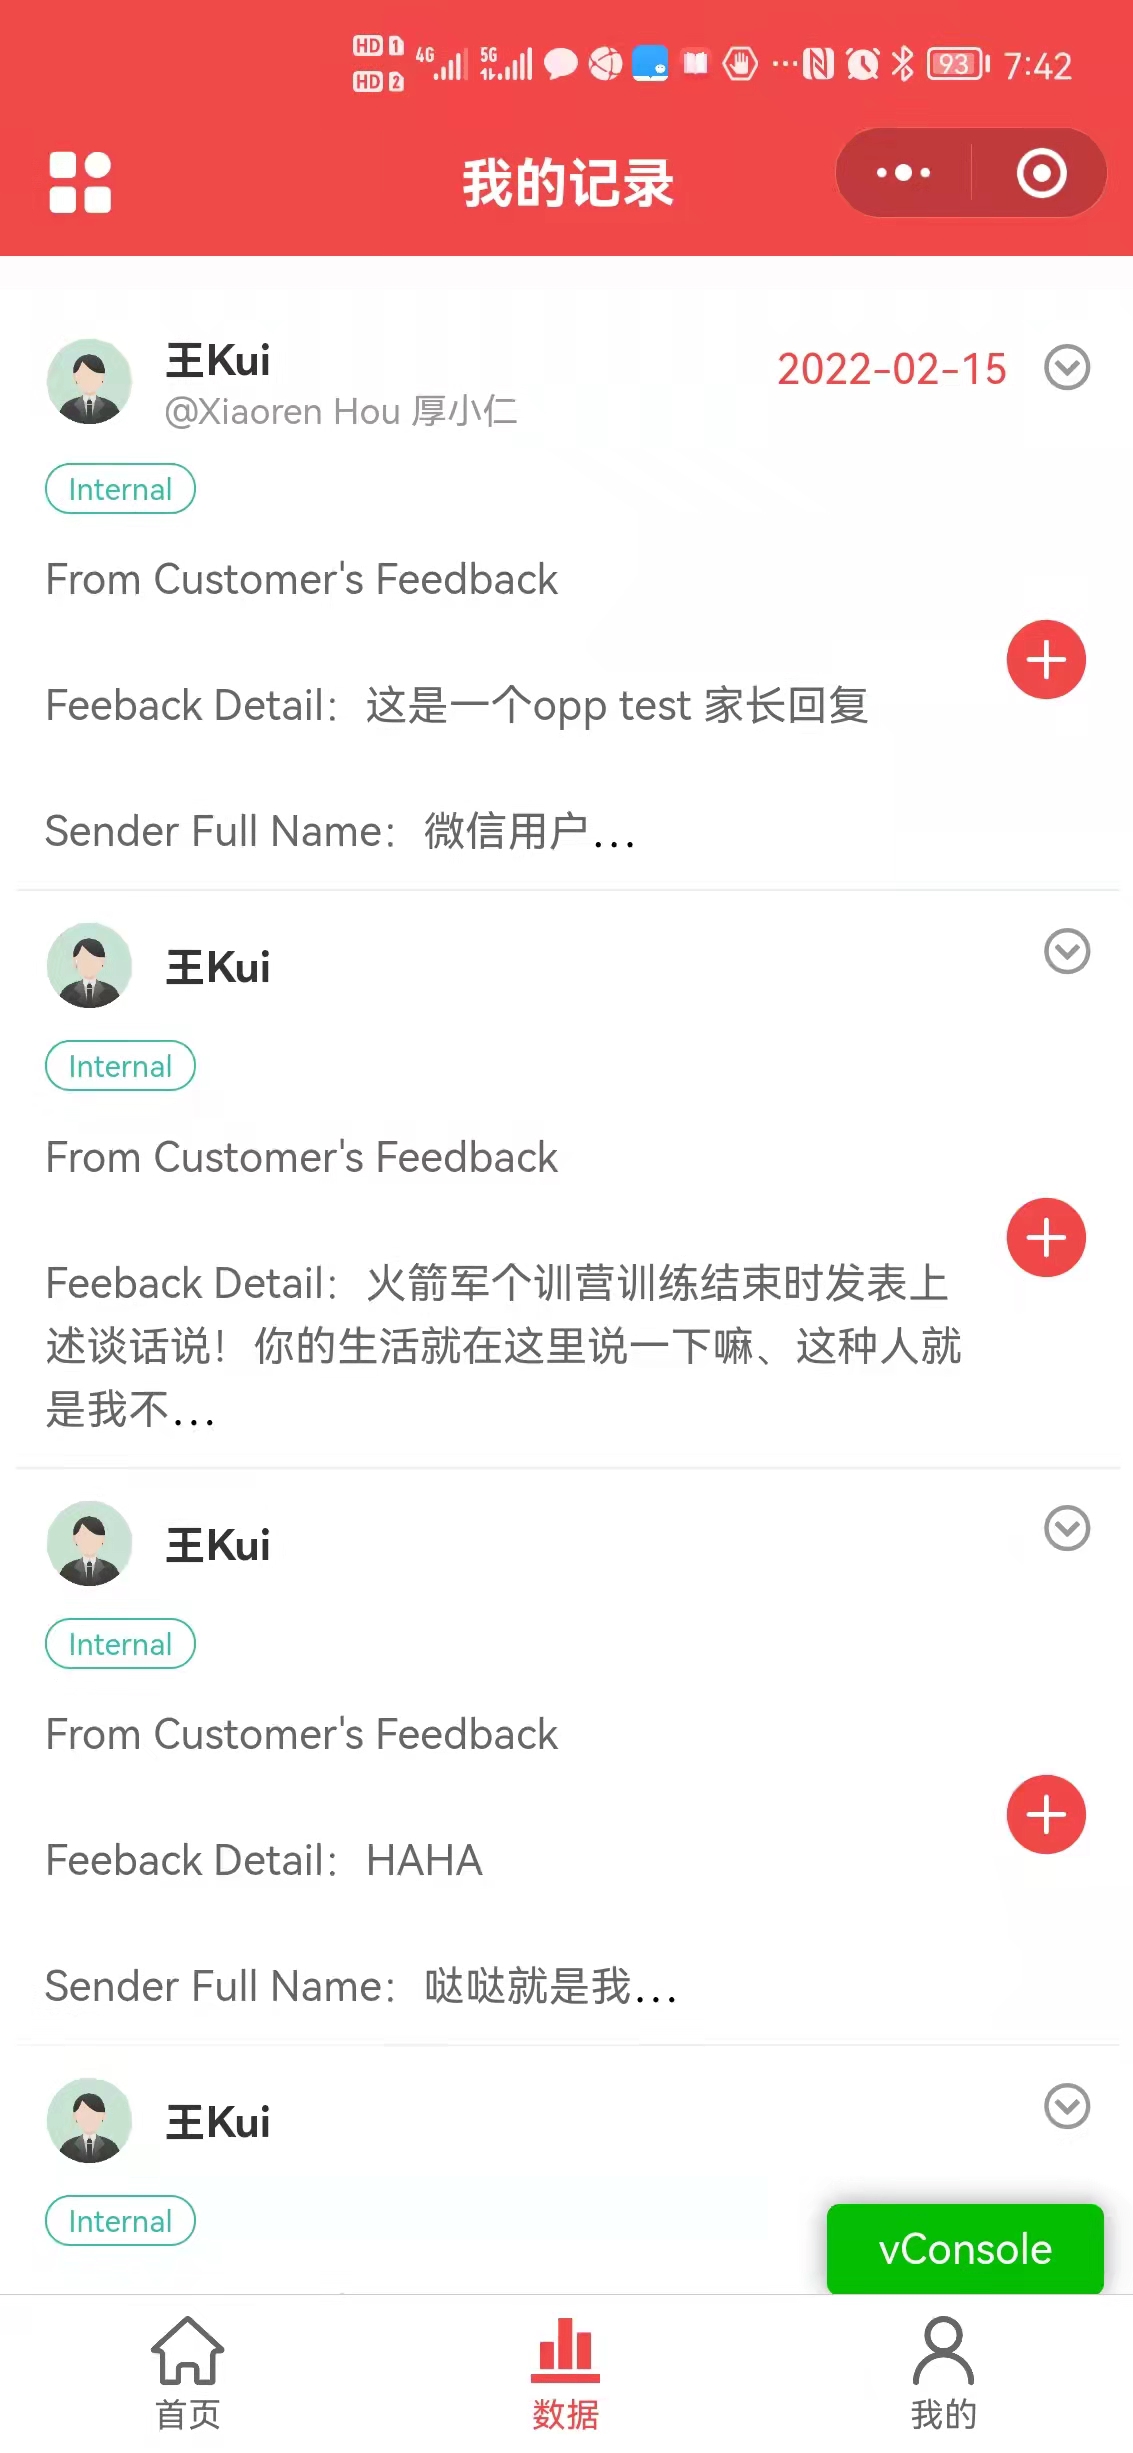 HD 1 4G 5G 93 7:42
HD 2
我的记录
王Kui
2022-02-15
@Xiaoren Hou 厚小仁
Internal
From Customer's Feedback
Feeback Detail：这是一个opp test 家长回复
Sender Full Name：微信用户...
王Kui
Internal
From Customer's Feedback
Feeback Detail：火箭军个训营训练结束时发表上
述谈话说！你的生活就在这里说一下嘛、这种人就
是我不...
王Kui
Internal
From Customer's Feedback
Feeback Detail：HAHA
Sender Full Name：哒哒就是我...
王Kui
Internal
vConsole
首页
数据
我的